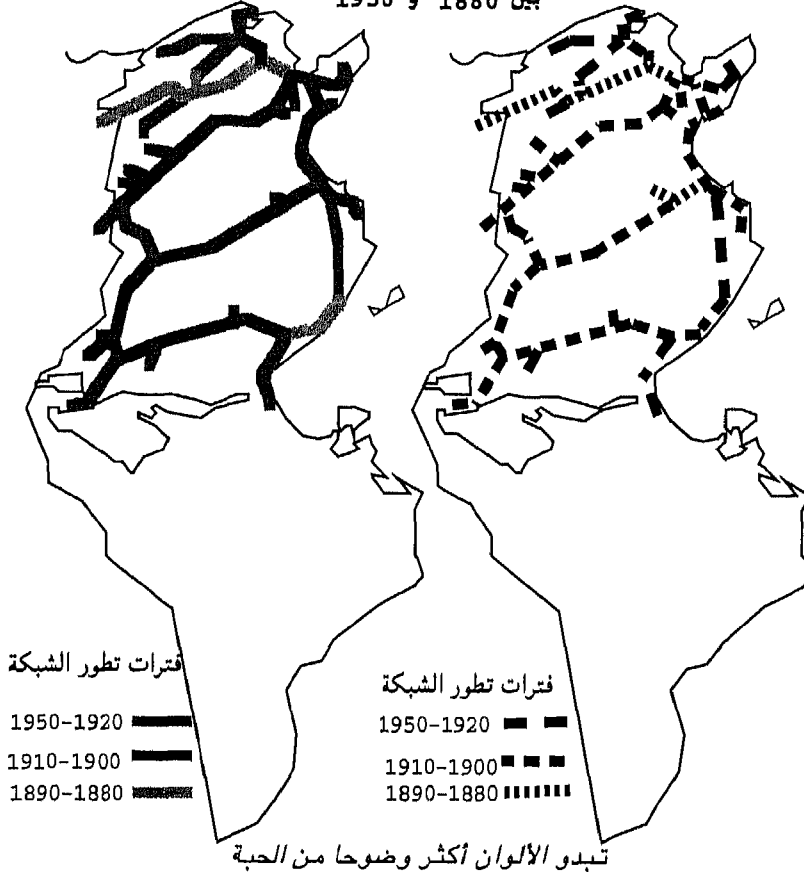 بين 1880 و 1950
فترات تطور الشبكة
1950-1920
1910-1900
1890-1880
فترات تطور الشبكة
1950-1920
1910-1900
1890-1880
تبدو الألوان أكثر وضوحا من الحبة